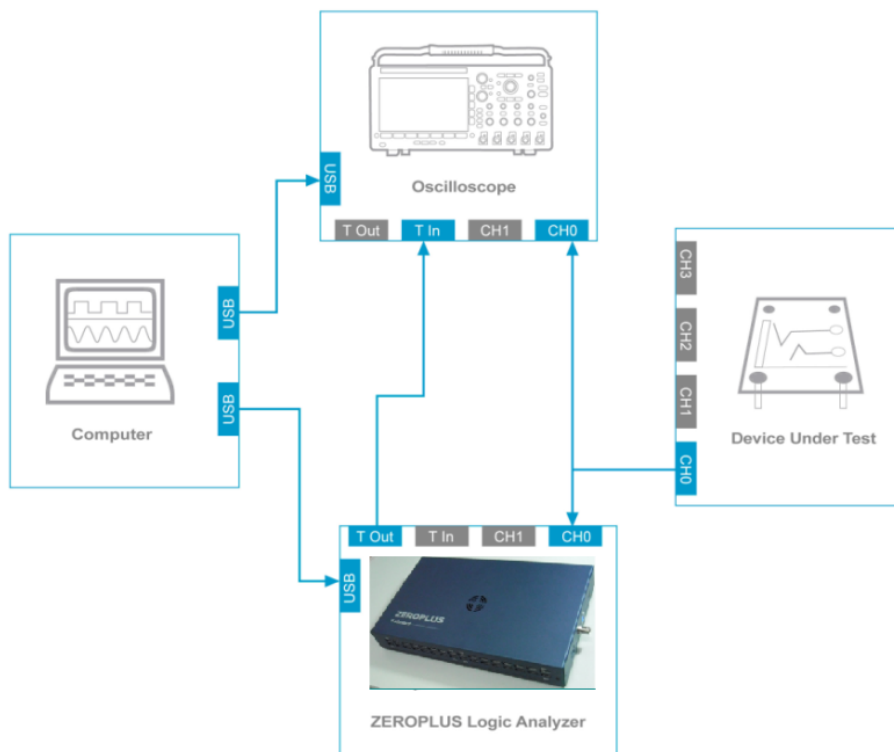 USB
Oscilloscope
T Out
T In
CH1
CH0
USB
USB
Computer
CH3
CH2
CH1
CH0
Device Under Test
T Out
T In
CH1
CH0
USB
ZEROPLUS
ZEROPLUS Logic Analyzer